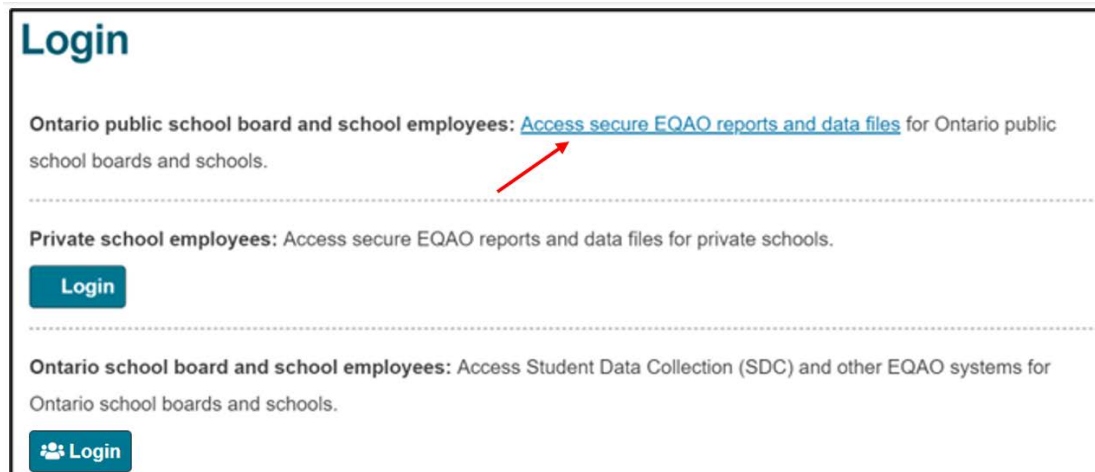 Login
Ontario public school board and school employees: Access secure EQAO reports and data files for Ontario public
school boards and schools.
Private school employees: Access secure EQAO reports and data files for private schools.
Login
Ontario school board and school employees: Access Student Data Collection (SDC) and other EQAO systems for
Ontario school boards and schools.
Login